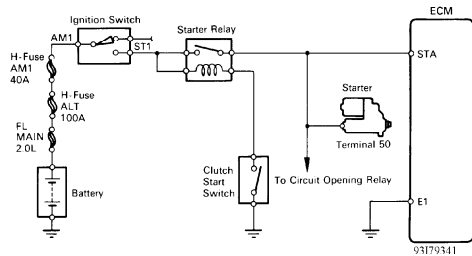 Ignition Switch
AM1
ST1
Starter Relay
ECM
STA
H-Fuse
AM1
40A
H-Fuse
ALT
100A
FL
MAIN
2.0L
Battery
Clutch
Start
Switch
Starter
Terminal 50
To Circuit Opening Relay
E1
93I79341